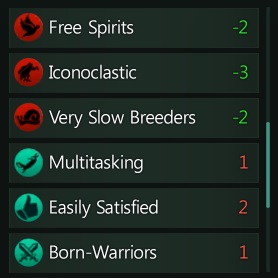 Free Spirits -2
Iconoclastic -3
Very Slow Breeders -2
Multitasking 1
Easily Satisfied 2
Born-Warriors 1